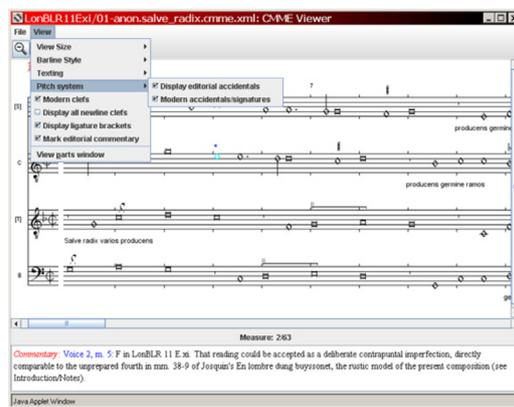 LonBLR11Exi/01-anon.salve_radix.cmme.xml: CMME Viewer
File View
View Size
Barline Style
Texting
Pitch system
Display editorial accidentals
Modern accidentals/signatures
Modern clefs
Display all newline clefs
Display ligature brackets
Mark editorial commentary
View parts window
7
[S]
producens germin
C
producens germine ramos
[T]
Salve radix varios producens
B
ge
Measure: 2/63
Commentary: Voice 2, m. 5: F in LonBLR 11 E xi. That reading could be accepted as a deliberate contrapuntal imperfection, directly
comparable to the unprepared fourth in mm. 38-9 of Josquin's En lombre dung buyssonet, the rustic model of the present composition (see
Introduction/Notes).
Java Applet Window